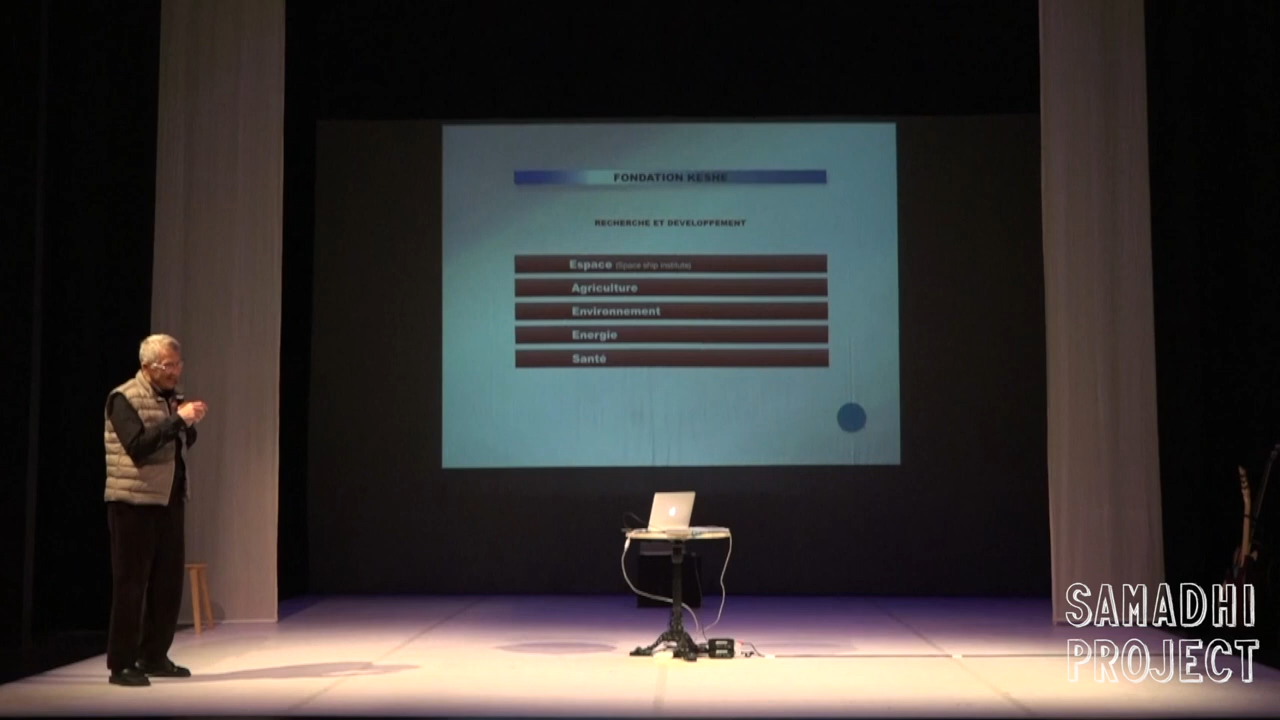 FONDATION KESHE
RECHERCHE ET DEVELOPPEMENT
Espace (Space ship institute)
Agriculture
Environnement
Energie
Santé
SAMADHI
PROJECT